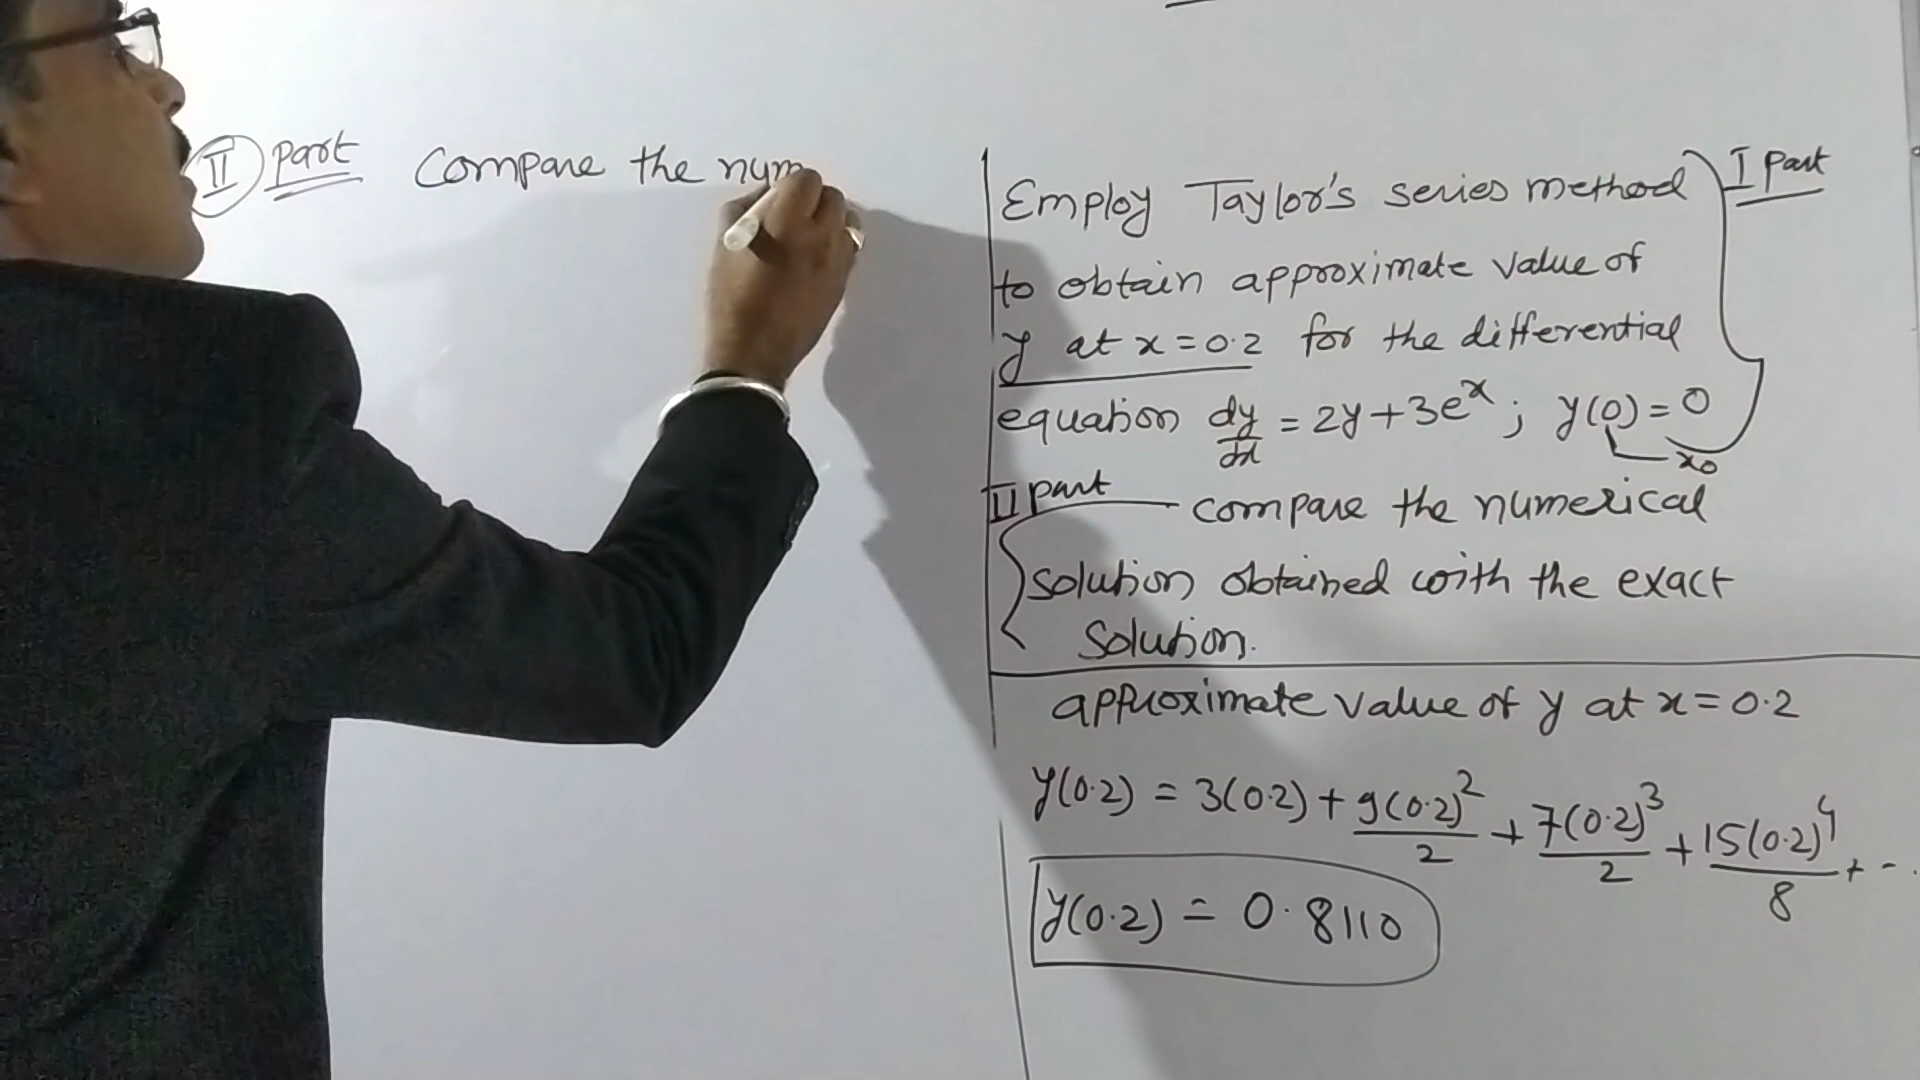 II part Compare the num
Employ Taylor's series method
to obtain approximate value of
y at x = 0.2 for the differential
equation dy/dx = 2y + 3e^x ; y(0) = 0
x0
I part
II part compare the numerical
solution obtained with the exact
Solution.
approximate value of y at x = 0.2
y(0.2) = 3(0.2) + 9(0.2)^2/2 + 7(0.2)^3/2 + 15(0.2)^4/8 + - .
y(0.2) = 0.8110